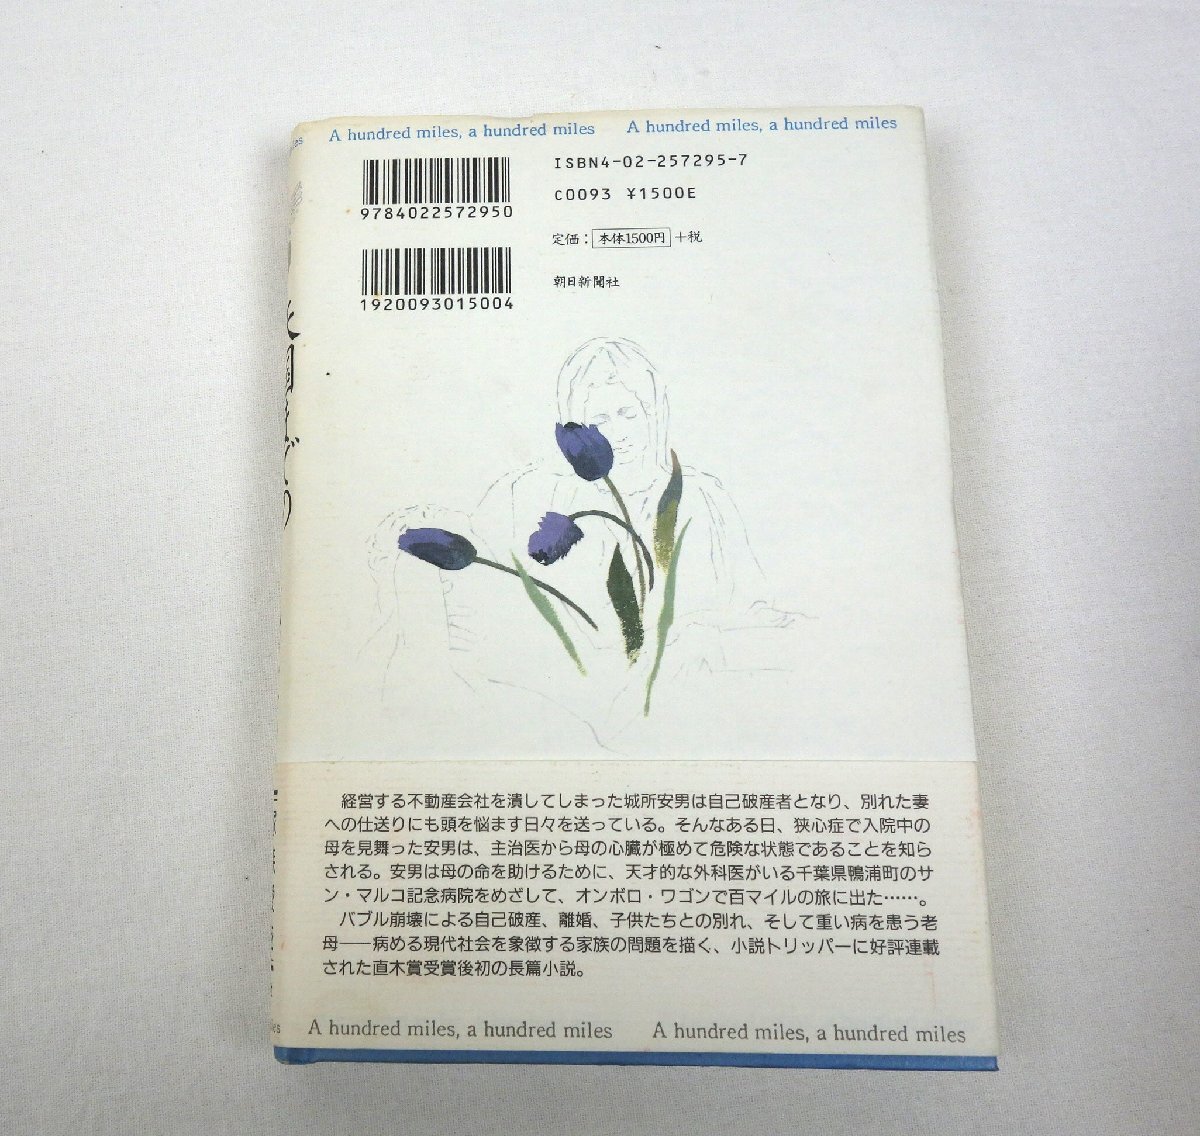 A hundred miles, a hundred miles A hundred miles, a hundred miles
ISBN4-02-257295-7
C0093 ¥1500E
9784022572950
定価：本体1500円＋税
1920093015004
朝日新聞社
国までの
経営する不動産会社を潰してしまった城所安男は自己破産者となり、別れた妻
への仕送りにも頭を悩ます日々を送っている。そんなある日、狭心症で入院中の
母を見舞った安男は、主治医から母の心臓が極めて危険な状態であることを知ら
される。安男は母の命を助けるために、天才的な外科医がいる千葉県鴨浦町のサ
ン・マルコ記念病院をめざして、オンボロ・ワゴンで百マイルの旅に出た……。
バブル崩壊による自己破産、離婚、子供たちとの別れ、そして重い病を患う老
母――病める現代社会を象徴する家族の問題を描く、小説トリッパーに好評連載
された直木賞受賞後初の長篇小説。
A hundred miles, a hundred miles A hundred miles, a hundred miles